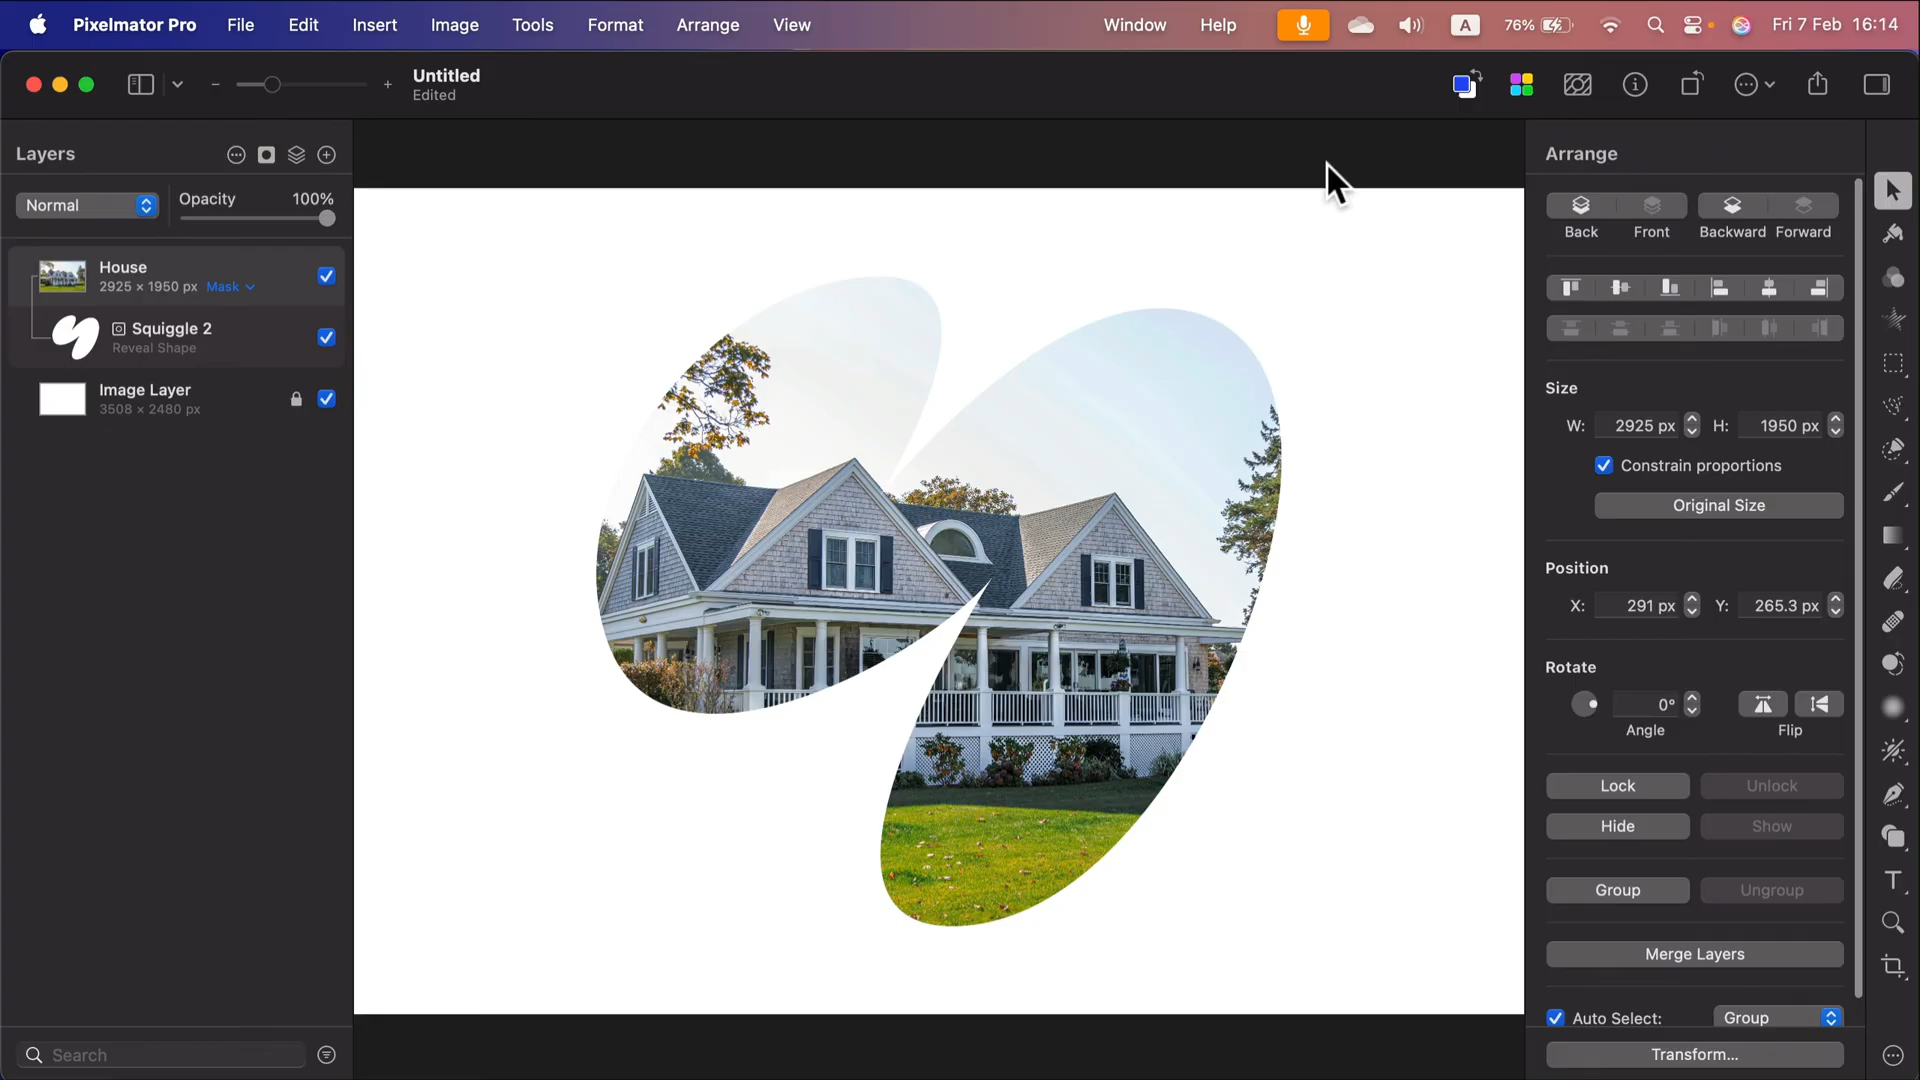 Pixelmator Pro File Edit Insert Image Tools Format Arrange View Window Help A 76% Fri 7 Feb 16:14
Untitled
Edited
Layers
Normal Opacity 100%
House
2925 × 1950 px Mask
Squiggle 2
Reveal Shape
Image Layer
3508 × 2480 px
Search
Arrange
Back Front Backward Forward
Size
W: 2925 px H: 1950 px
Constrain proportions
Original Size
Position
X: 291 px Y: 265.3 px
Rotate
0°
Angle Flip
Lock Unlock
Hide Show
Group Ungroup
Merge Layers
Auto Select: Group
Transform...